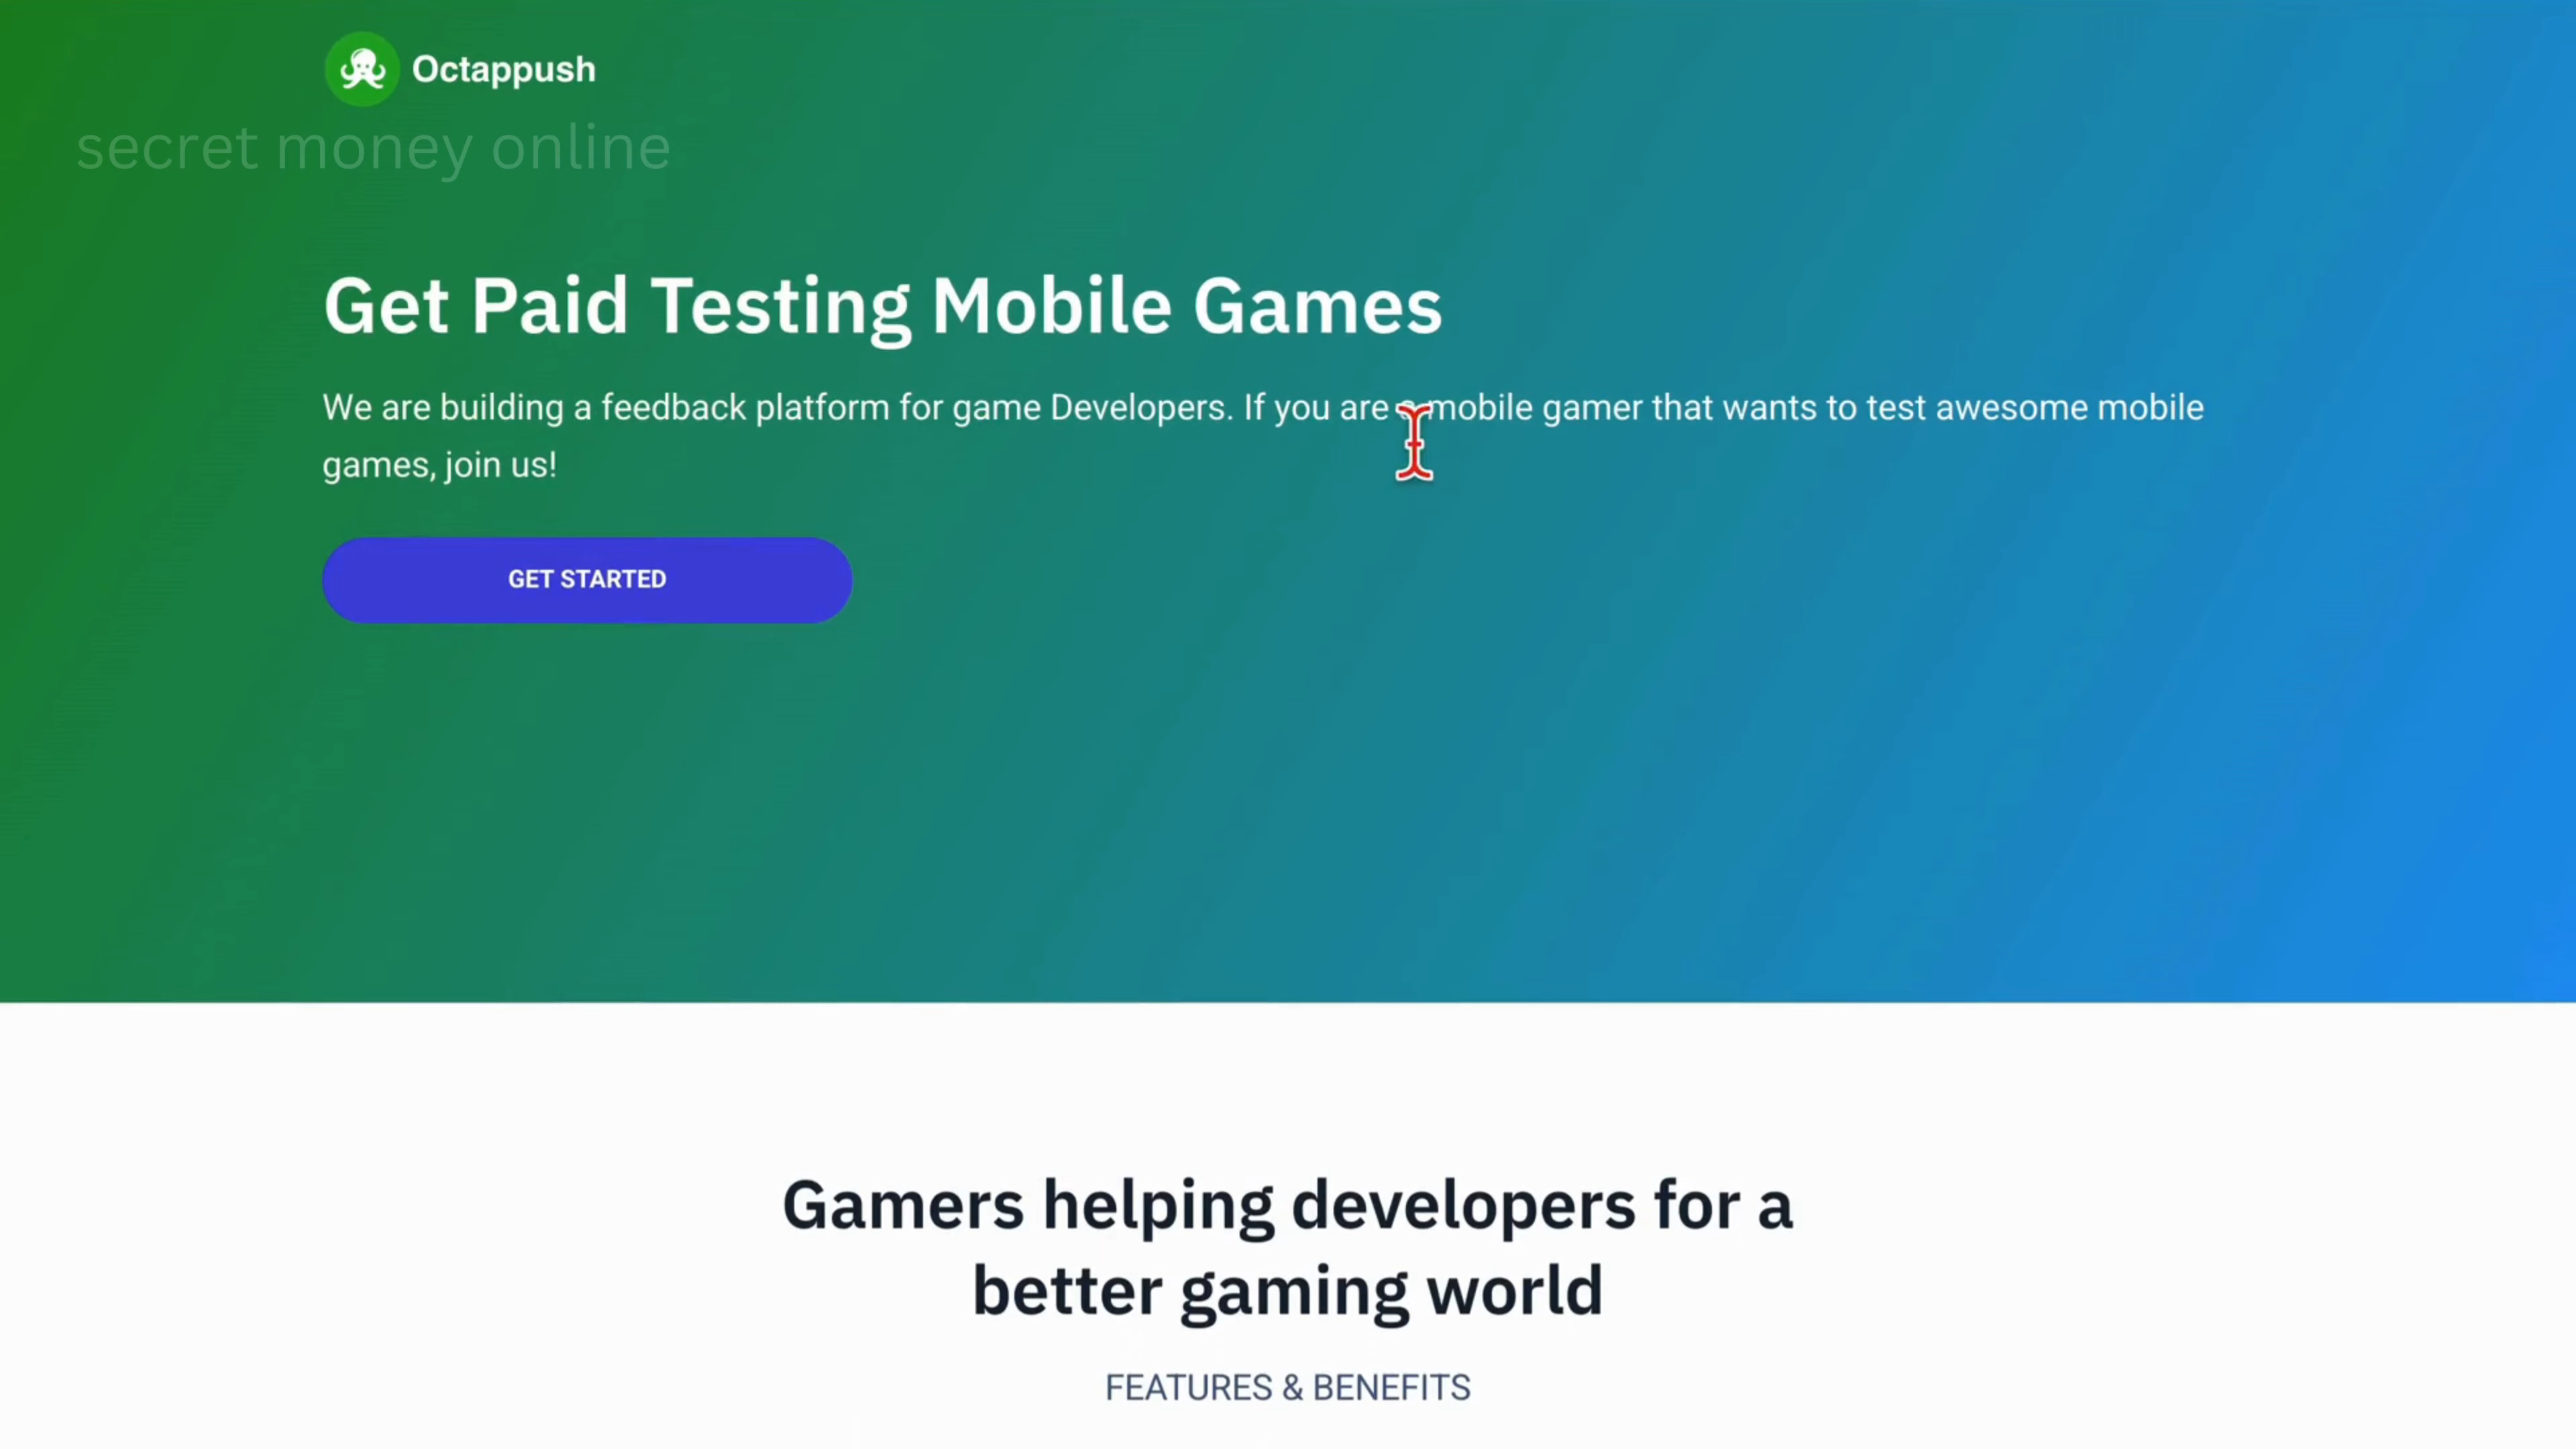 Octappush
secret money online
Get Paid Testing Mobile Games
We are building a feedback platform for game Developers. If you are a mobile gamer that wants to test awesome mobile
games, join us!
GET STARTED
Gamers helping developers for a
better gaming world
FEATURES & BENEFITS